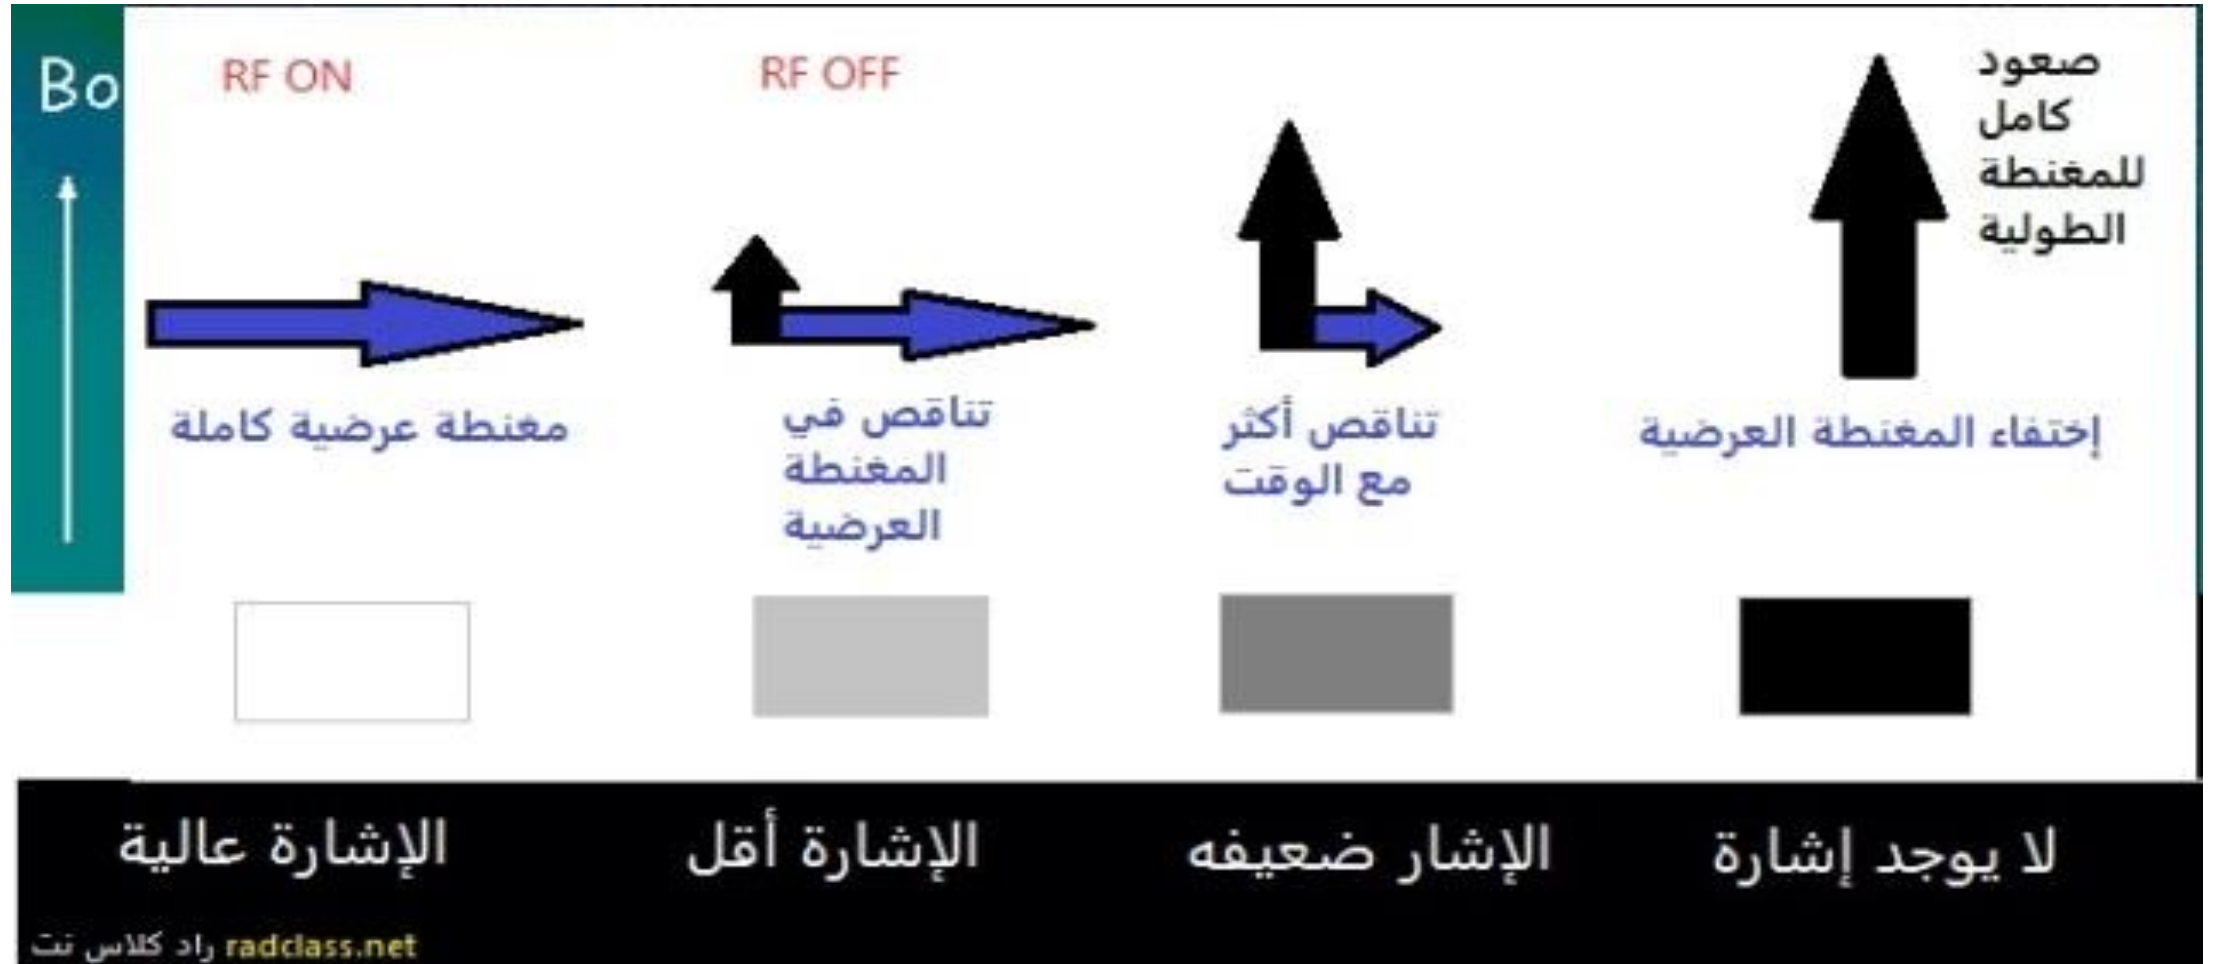 Bo
RF ON
RF OFF
صعود
كامل
للمغنطة
الطولية
مغنطة عرضية كاملة
تناقص في
المغنطة
العرضية
تناقص أكثر
مع الوقت
إختفاء المغنطة العرضية
الإشارة عالية
الإشارة أقل
الإشار ضعيفه
لا يوجد إشارة
راد كلاس نت radclass.net